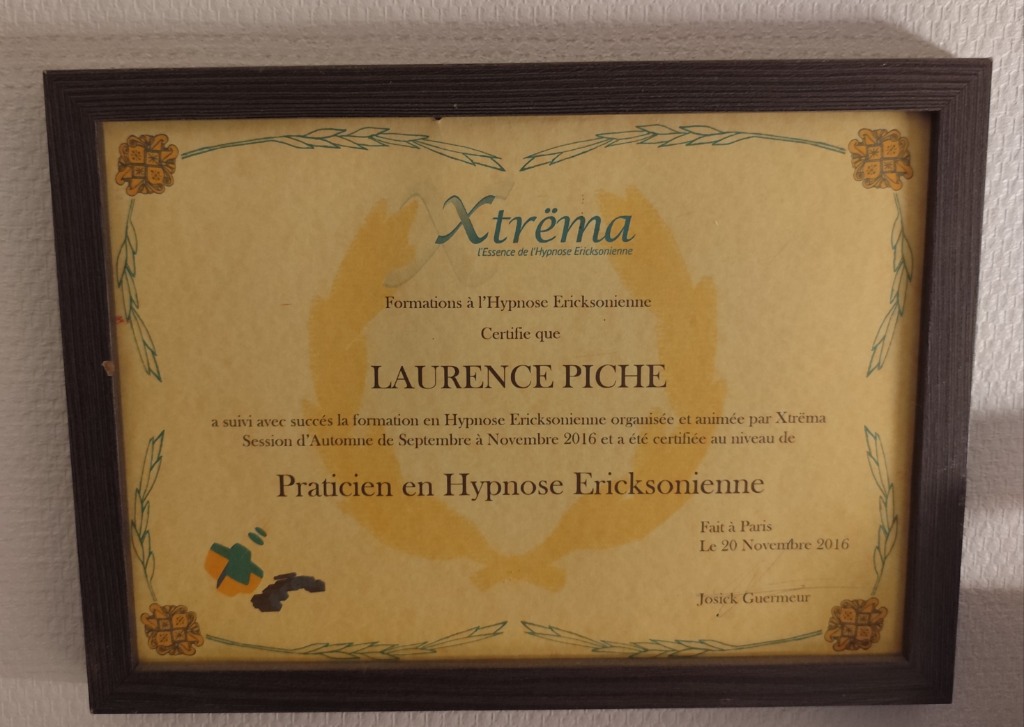 Xtrëma
l'Essence de l'Hypnose Ericksonienne
Formations à l'Hypnose Ericksonienne
Certifie que
LAURENCE PICHE
a suivi avec succés la formation en Hypnose Ericksonienne organisée et animée par Xtrëma
Session d'Automne de Septembre à Novembre 2016 et a été certifiée au niveau de
Praticien en Hypnose Ericksonienne
Fait à Paris
Le 20 Novembre 2016
Josick Guermeur